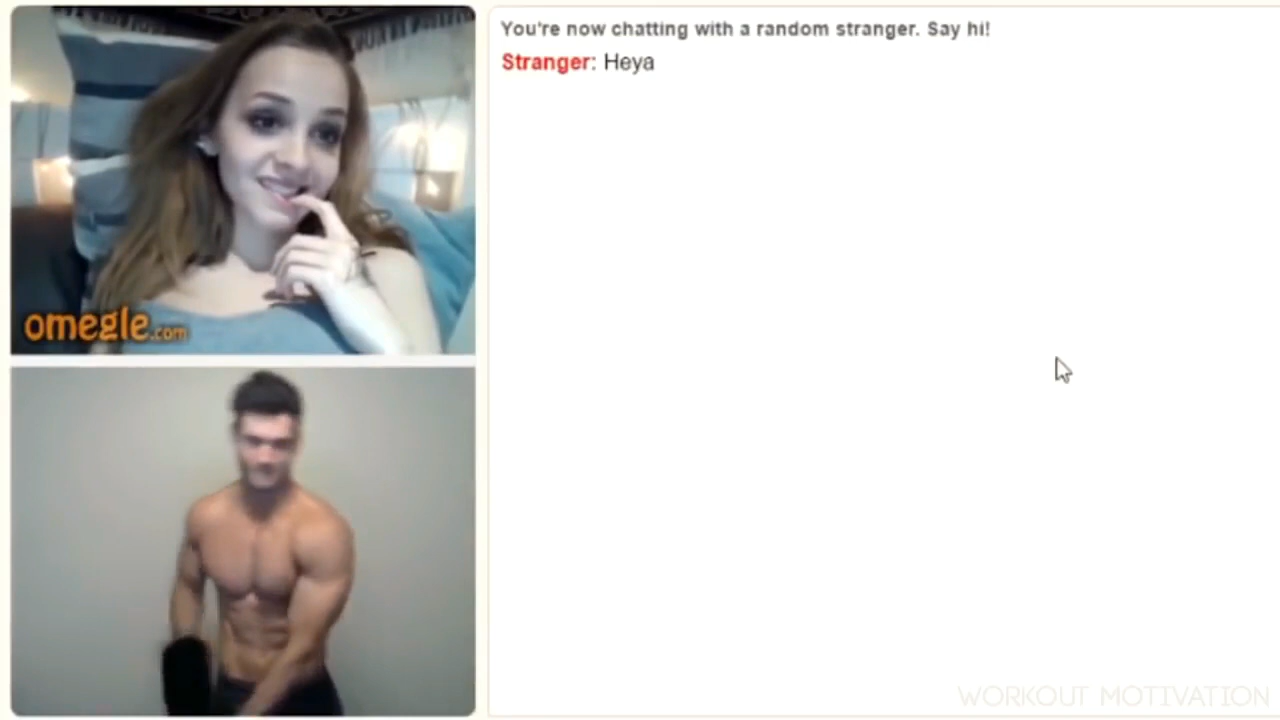 You're now chatting with a random stranger. Say hi!
Stranger: Heya
omegle.com
WORKOUT MOTIVATION